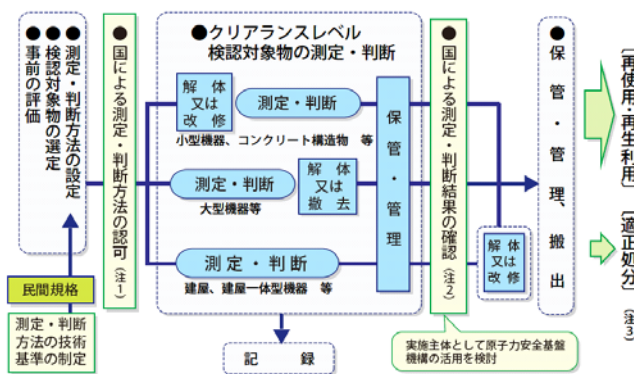 ●事前の評価
●検認対象物の選定
●測定・判断方法の設定
民間規格
測定・判断
方法の技術
基準の制定
●国による測定・判断方法の認可（注1）
●クリアランスレベル
検認対象物の測定・判断
解体
又は
改修
測定・判断
小型機器、コンクリート構造物 等
測定・判断
解体
又は
撤去
大型機器等
測定・判断
建屋、建屋一体型機器 等
保管・管理
記録
●国による測定・判断結果の確認（注2）
解体
又は
改修
実施主体として原子力安全基盤
機構の活用を検討
●保管・管理、搬出
〔再使用・再生利用〕
〔適正処分〕（注3）